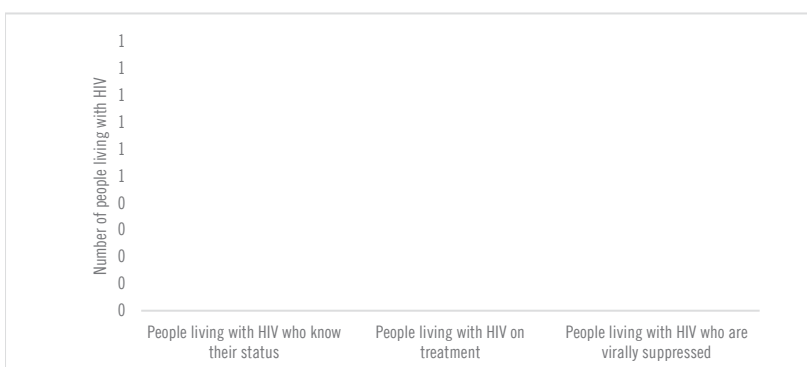 Number of people living with HIV
1
1
1
1
1
1
0
0
0
0
0
People living with HIV who know
their status
People living with HIV on
treatment
People living with HIV who are
virally suppressed